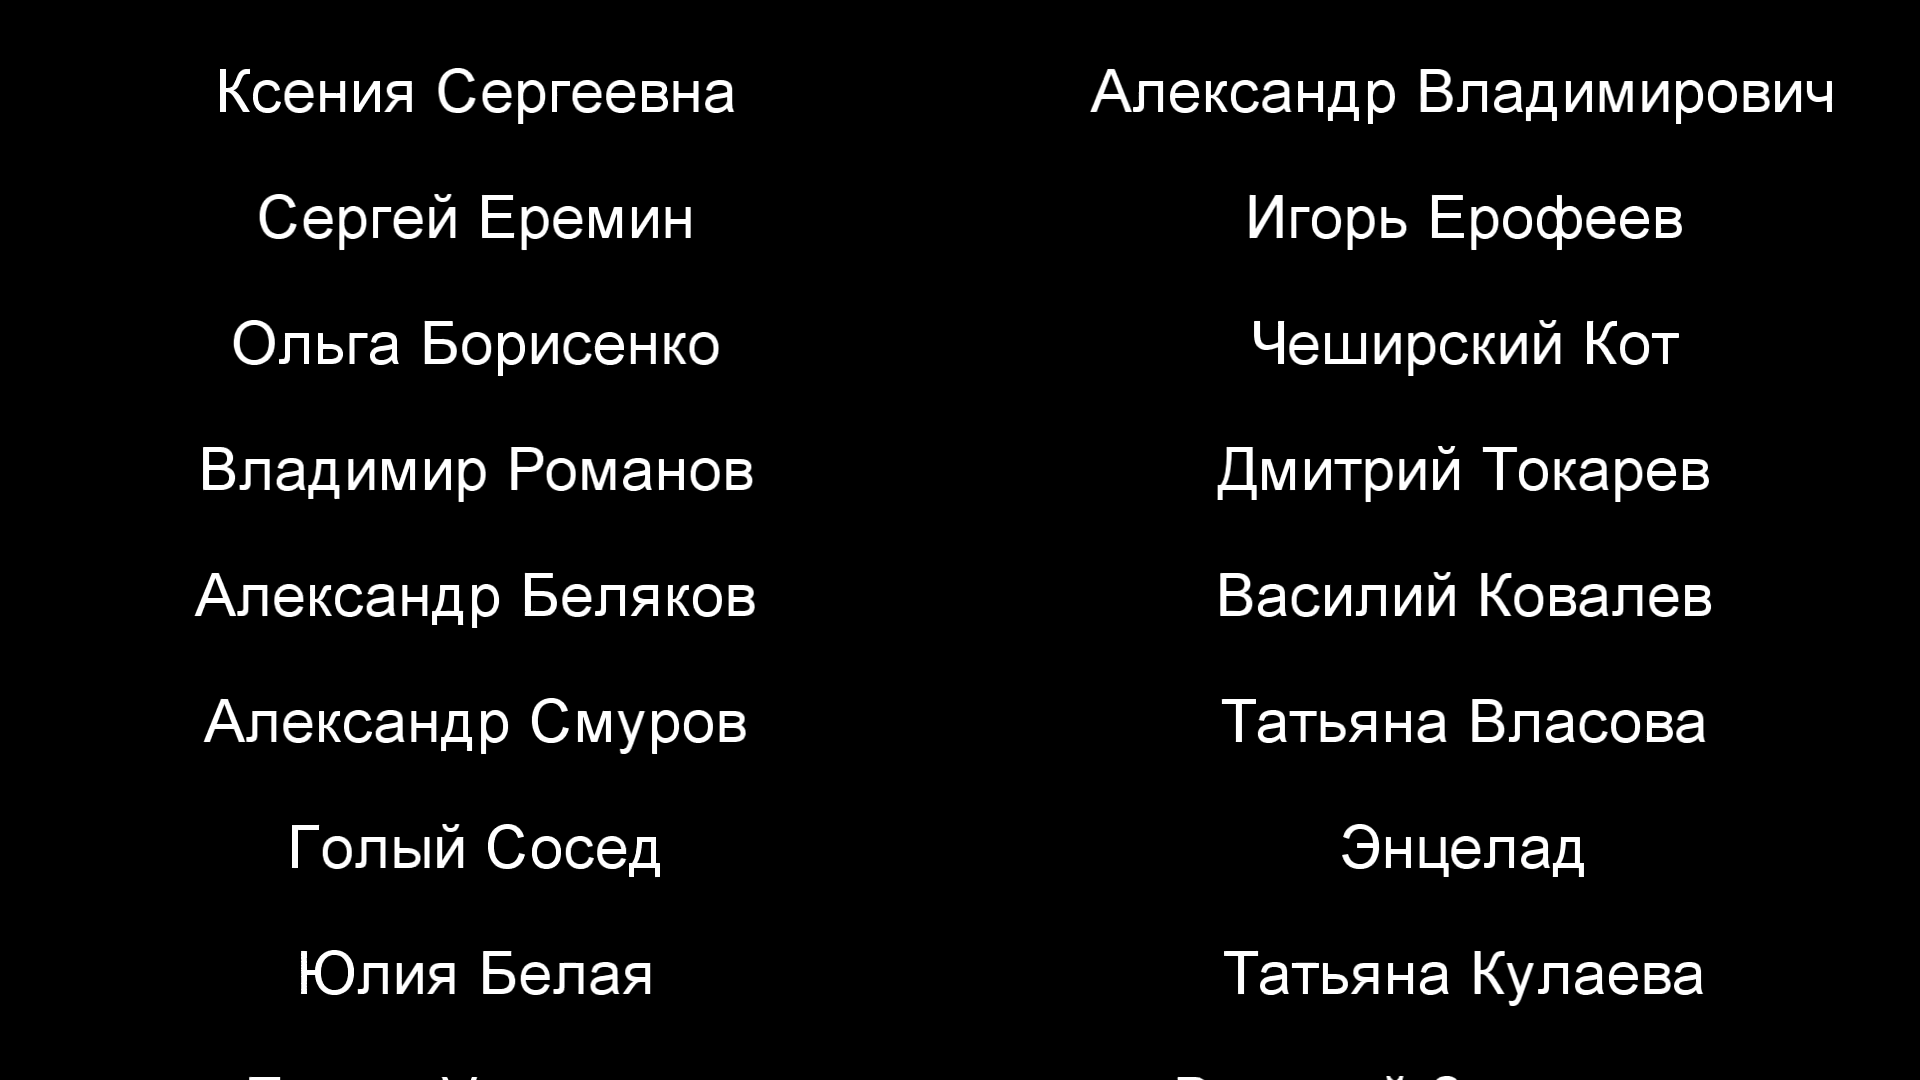 Ксения Сергеевна
Александр Владимирович
Сергей Еремин
Игорь Ерофеев
Ольга Борисенко
Чеширский Кот
Владимир Романов
Дмитрий Токарев
Александр Беляков
Василий Ковалев
Александр Смуров
Татьяна Власова
Голый Сосед
Энцелад
Юлия Белая
Татьяна Кулаева